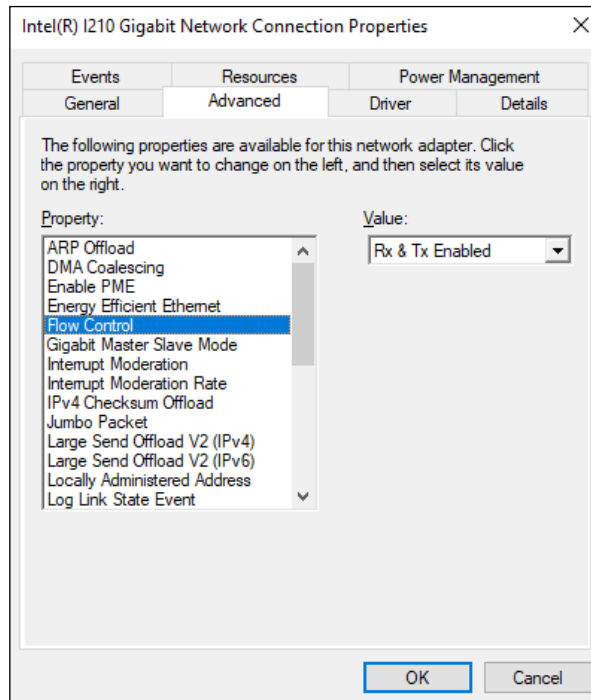 Intel(R) I210 Gigabit Network Connection Properties
Events Resources Power Management
General Advanced Driver Details
The following properties are available for this network adapter. Click
the property you want to change on the left, and then select its value
on the right.
Property: Value:
ARP Offload Rx & Tx Enabled
DMA Coalescing
Enable PME
Energy Efficient Ethernet
Flow Control
Gigabit Master Slave Mode
Interrupt Moderation
Interrupt Moderation Rate
IPv4 Checksum Offload
Jumbo Packet
Large Send Offload V2 (IPv4)
Large Send Offload V2 (IPv6)
Locally Administered Address
Log Link State Event
OK Cancel